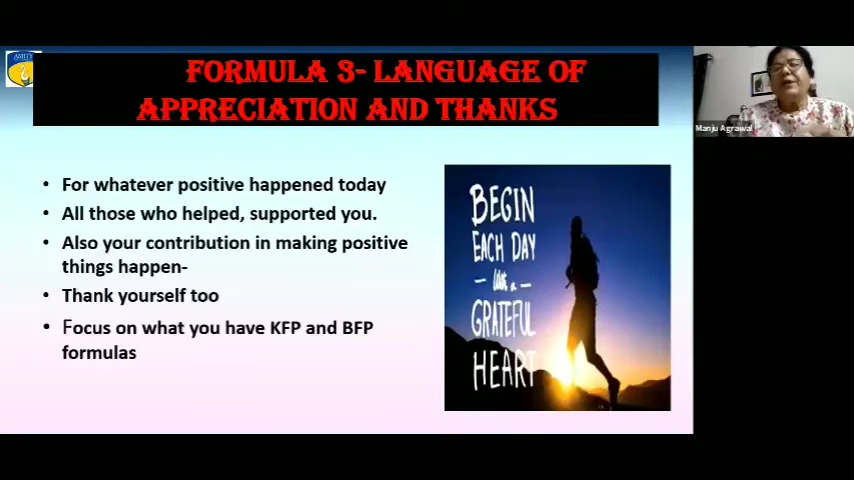 AMITY
FORMULA 3- LANGUAGE OF
APPRECIATION AND THANKS
Manju Agrawal
• For whatever positive happened today
• All those who helped, supported you.
• Also your contribution in making positive
things happen-
• Thank yourself too
• Focus on what you have KFP and BFP
formulas
BEGIN
EACH DAY
– with a –
GRATEFUL
HEART